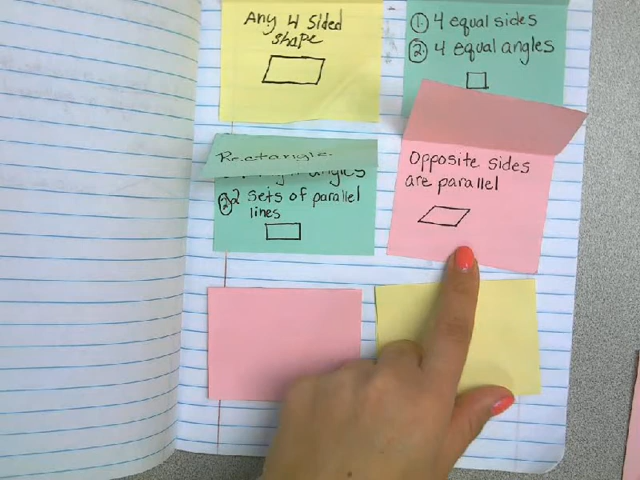 Any 4 sided
shape
① 4 equal sides
② 4 equal angles
Rectangle
angles
② 2 sets of parallel
lines
Opposite sides
are parallel